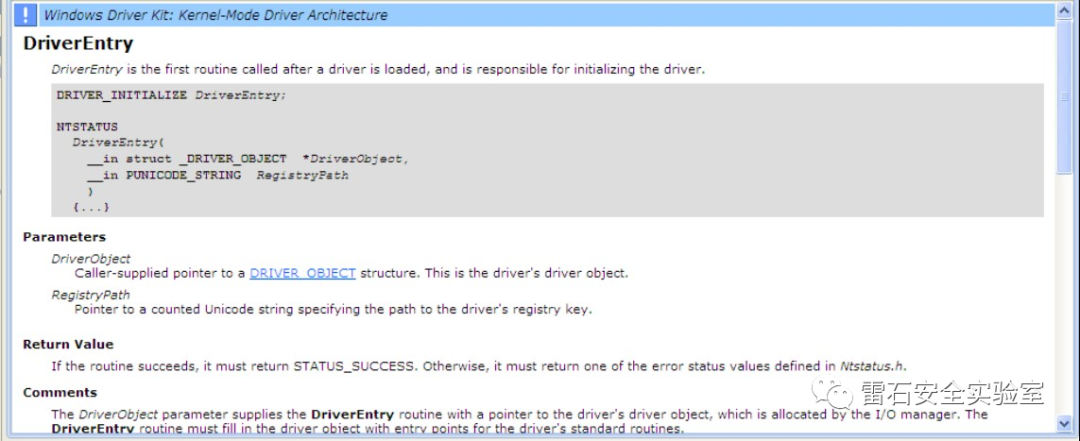 Windows Driver Kit: Kernel-Mode Driver Architecture
DriverEntry
DriverEntry is the first routine called after a driver is loaded, and is responsible for initializing the driver.
DRIVER_INITIALIZE DriverEntry;
NTSTATUS
DriverEntry(
__in struct _DRIVER_OBJECT *DriverObject,
__in PUNICODE_STRING RegistryPath
)
{...}
Parameters
DriverObject
Caller-supplied pointer to a DRIVER_OBJECT structure. This is the driver's driver object.
RegistryPath
Pointer to a counted Unicode string specifying the path to the driver's registry key.
Return Value
If the routine succeeds, it must return STATUS_SUCCESS. Otherwise, it must return one of the error status values defined in Ntstatus.h.
Comments
The DriverObject parameter supplies the DriverEntry routine with a pointer to the driver's driver object, which is allocated by the I/O manager. The
DriverEntry routine must fill in the driver object with entry points for the driver's standard routines.
雷石安全实验室